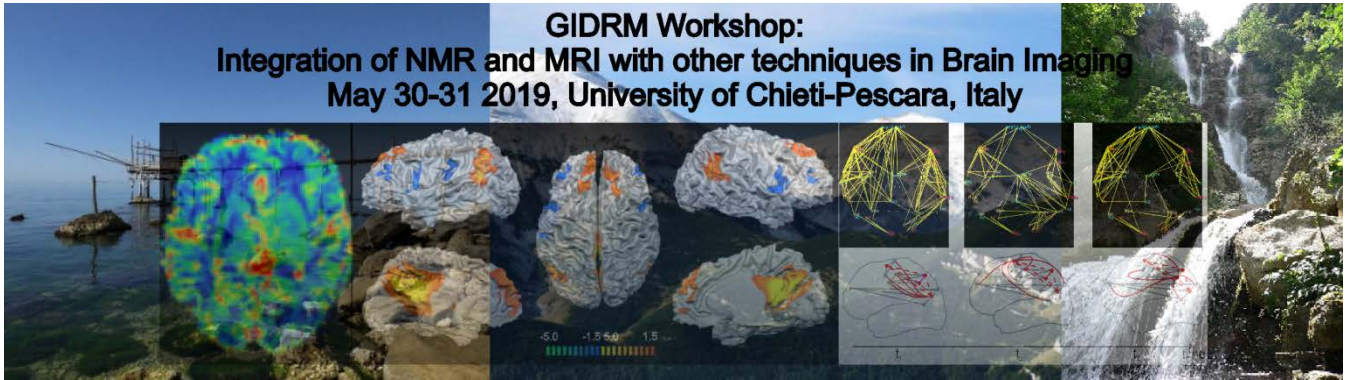 GIDRM Workshop:
Integration of NMR and MRI with other techniques in Brain Imaging
May 30-31 2019, University of Chieti-Pescara, Italy
-5.0 -1.5 5.0 1.5